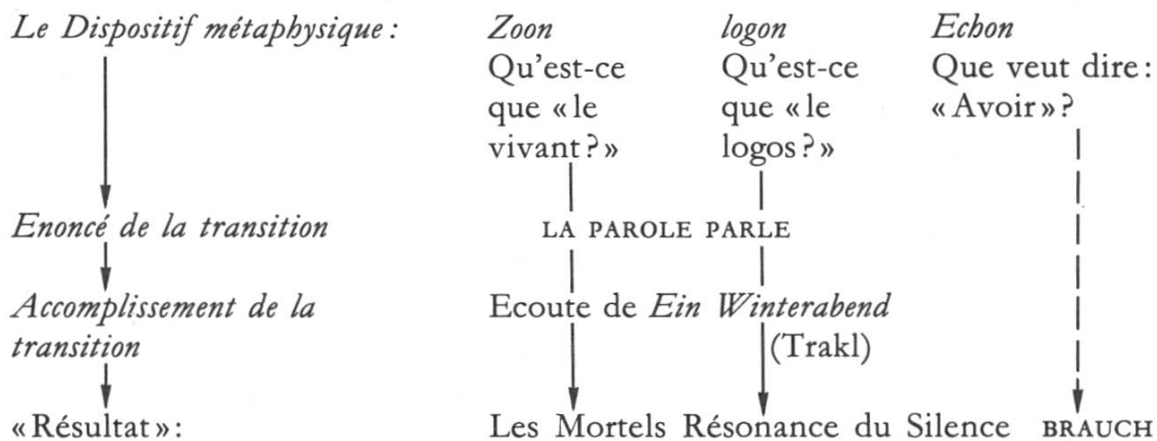 Le Dispositif métaphysique : Zoon logon Echon
Qu'est-ce Qu'est-ce Que veut dire :
que « le que « le « Avoir » ?
vivant ? » logos ? »
Enoncé de la transition LA PAROLE PARLE
Accomplissement de la Ecoute de Ein Winterabend
transition (Trakl)
« Résultat » : Les Mortels Résonance du Silence BRAUCH